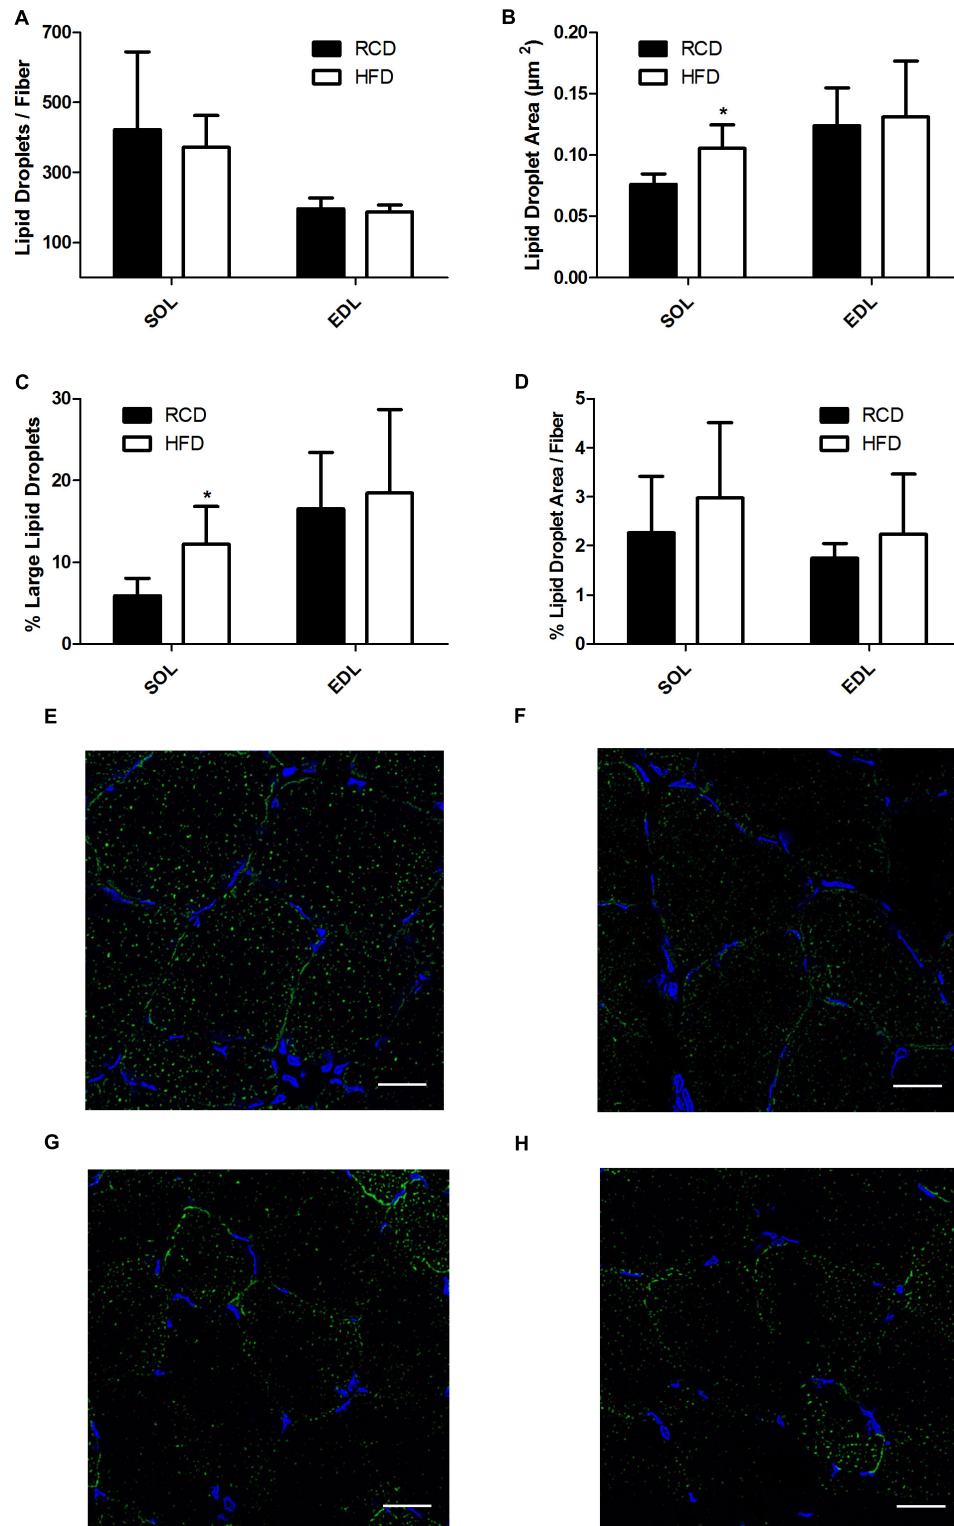 A
Lipid Droplets / Fiber
700
500
300
100
RCD
HFD
SOL
EDL
B
Lipid Droplet Area (µm ²)
0.20
0.15
0.10
0.05
0.00
RCD
HFD
*
SOL
EDL
C
% Large Lipid Droplets
30
20
10
0
RCD
HFD
*
SOL
EDL
D
% Lipid Droplet Area / Fiber
5
4
3
2
1
0
RCD
HFD
SOL
EDL
E
F
G
H